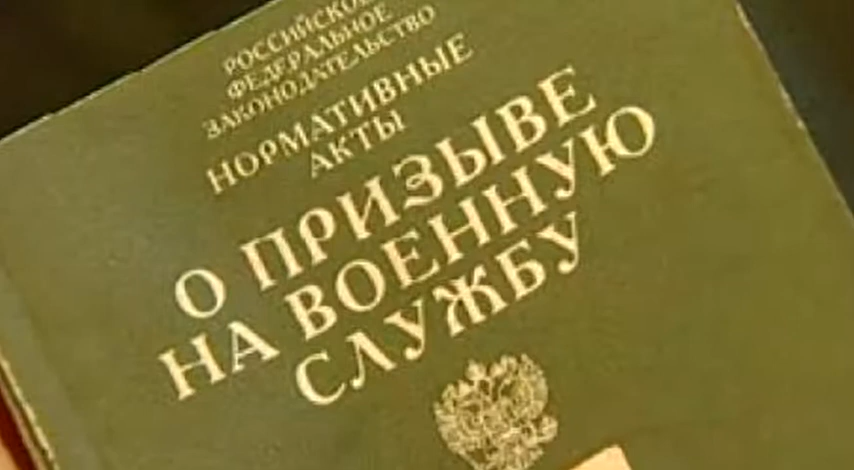 РОССИЙСКОЕ
ФЕДЕРАЛЬНОЕ
ЗАКОНОДАТЕЛЬСТВО
НОРМАТИВНЫЕ
АКТЫ
О ПРИЗЫВЕ
НА ВОЕННУЮ
СЛУЖБУ